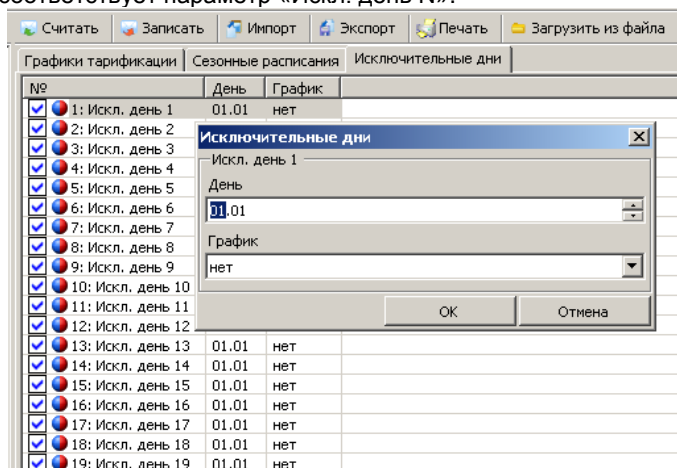 соответствует параметр «Искл. день N».
Считать Записать Импорт Экспорт Печать Загрузить из файла
Графики тарификации Сезонные расписания Исключительные дни
№ День График
1: Искл. день 1 01.01 нет
2: Искл. день 2
3: Искл. день 3
4: Искл. день 4
5: Искл. день 5
6: Искл. день 6
7: Искл. день 7
8: Искл. день 8
9: Искл. день 9
10: Искл. день 10
11: Искл. день 11
12: Искл. день 12
13: Искл. день 13 01.01 нет
14: Искл. день 14 01.01 нет
15: Искл. день 15 01.01 нет
16: Искл. день 16 01.01 нет
17: Искл. день 17 01.01 нет
18: Искл. день 18 01.01 нет
19: Искл. день 19 01.01 нет
Исключительные дни
Искл. день 1
День
01.01
График
нет
ОК Отмена